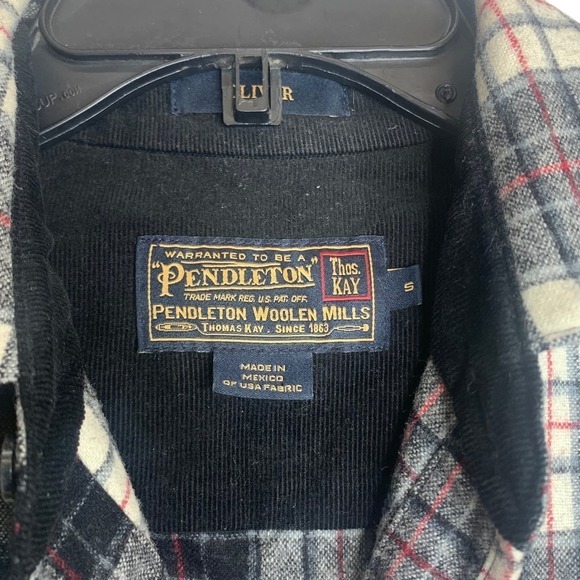 WARRANTED TO BE A
"PENDLETON"
Thos.
KAY
TRADE MARK REG. U.S. PAT. OFF.
PENDLETON WOOLEN MILLS
THOMAS KAY. SINCE 1863
S
MADE IN
MEXICO
OF USA FABRIC